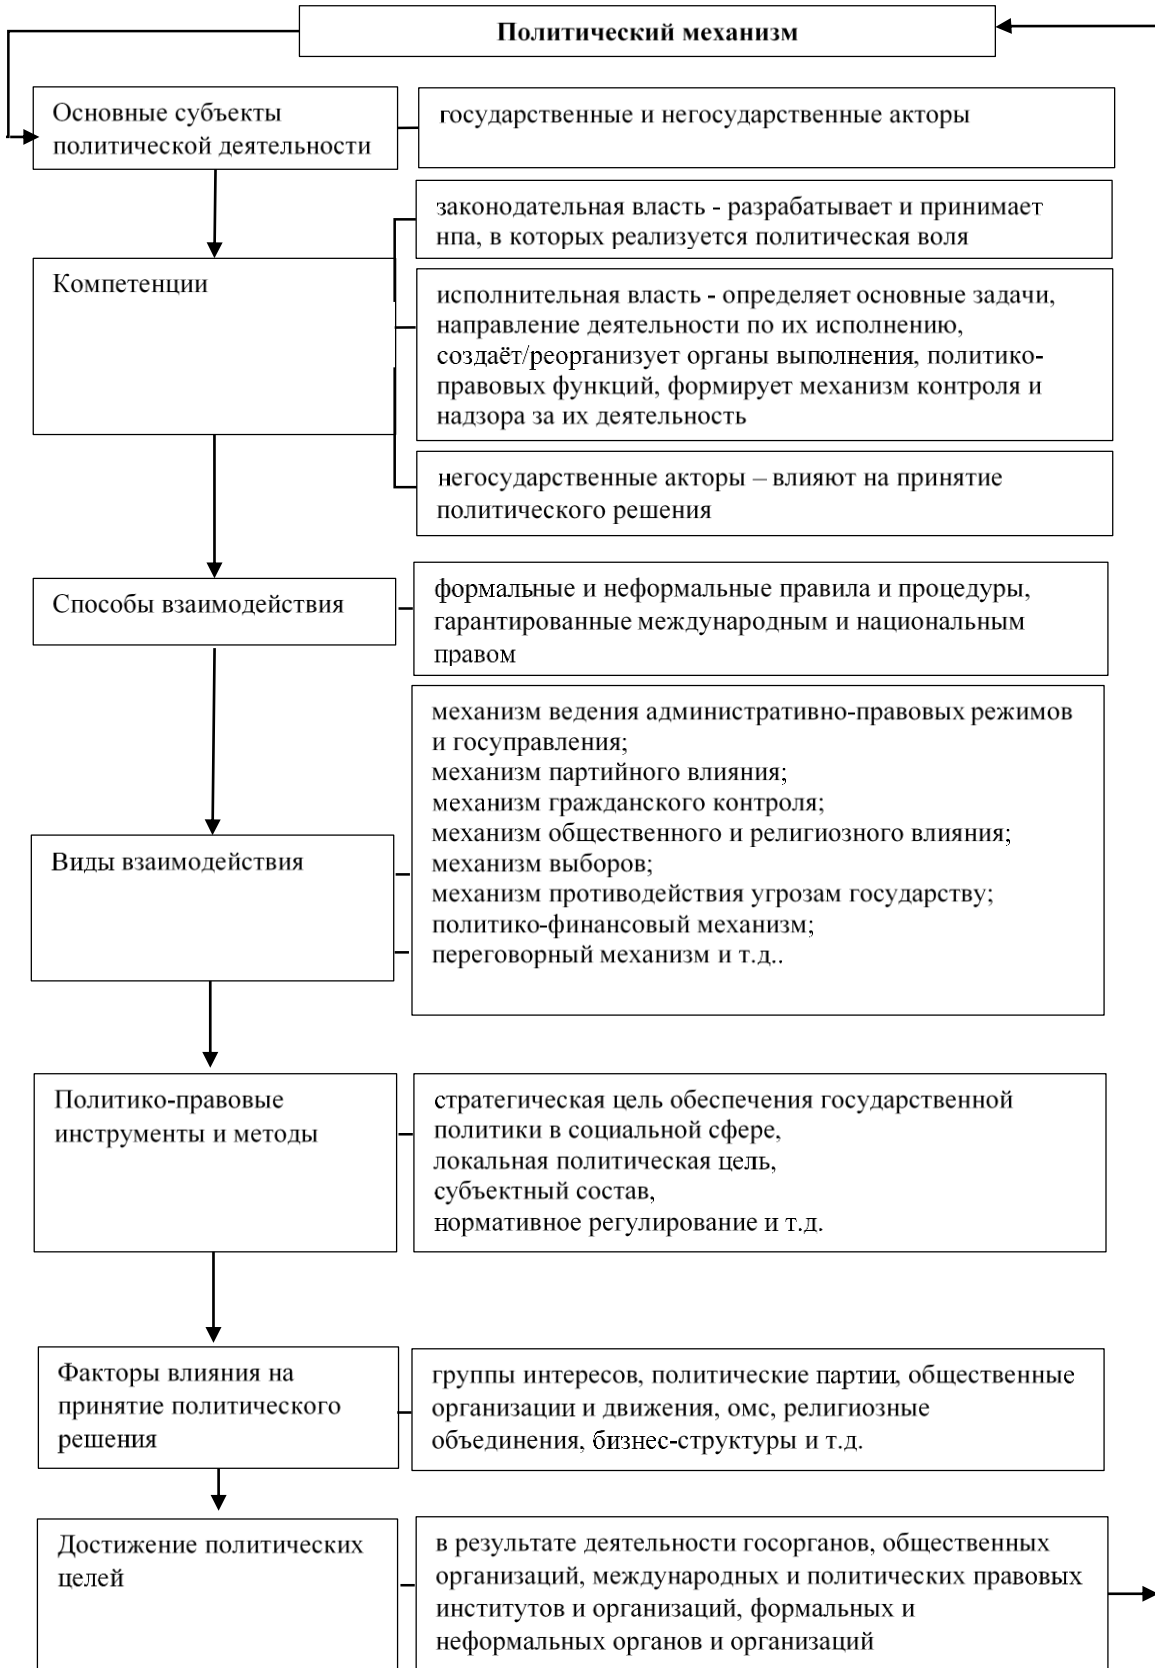 Политический механизм
Основные субъекты
политической деятельности
государственные и негосударственные акторы
Компетенции
законодательная власть - разрабатывает и принимает
нпа, в которых реализуется политическая воля
исполнительная власть - определяет основные задачи,
направление деятельности по их исполнению,
создаёт/реорганизует органы выполнения, политико-
правовых функций, формирует механизм контроля и
надзора за их деятельность
негосударственные акторы – влияют на принятие
политического решения
Способы взаимодействия
формальные и неформальные правила и процедуры,
гарантированные международным и национальным
правом
Виды взаимодействия
механизм ведения административно-правовых режимов
и госуправления;
механизм партийного влияния;
механизм гражданского контроля;
механизм общественного и религиозного влияния;
механизм выборов;
механизм противодействия угрозам государству;
политико-финансовый механизм;
переговорный механизм и т.д..
Политико-правовые
инструменты и методы
стратегическая цель обеспечения государственной
политики в социальной сфере,
локальная политическая цель,
субъектный состав,
нормативное регулирование и т.д.
Факторы влияния на
принятие политического
решения
группы интересов, политические партии, общественные
организации и движения, омс, религиозные
объединения, бизнес-структуры и т.д.
Достижение политических
целей
в результате деятельности госорганов, общественных
организаций, международных и политических правовых
институтов и организаций, формальных и
неформальных органов и организаций